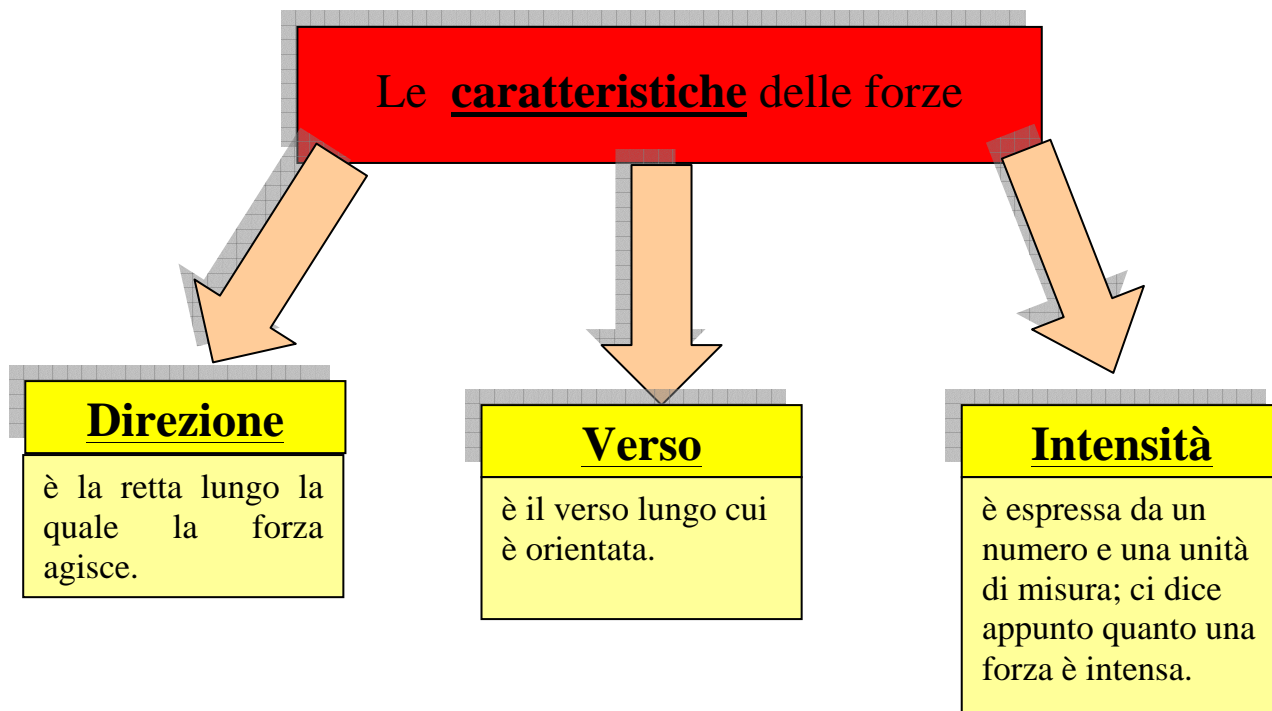 Le caratteristiche delle forze
Direzione
è la retta lungo la
quale la forza
agisce.
Verso
è il verso lungo cui
è orientata.
Intensità
è espressa da un
numero e una unità
di misura; ci dice
appunto quanto una
forza è intensa.